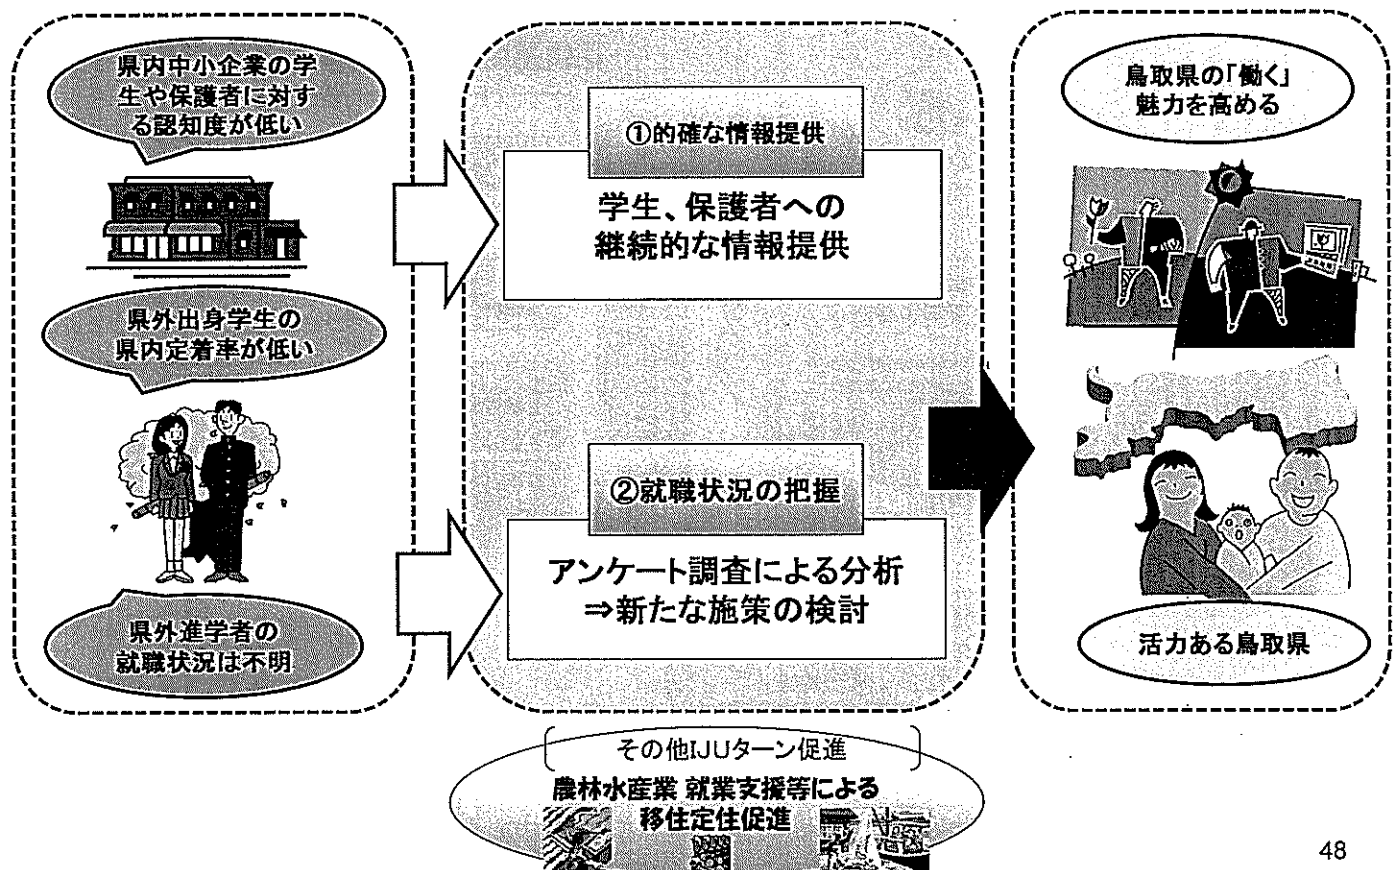 県内中小企業の学
生や保護者に対す
る認知度が低い
県外出身学生の
県内定着率が低い
県外進学者の
就職状況は不明
①的確な情報提供
学生、保護者への
継続的な情報提供
②就職状況の把握
アンケート調査による分析
⇒新たな施策の検討
鳥取県の「働く」
魅力を高める
活力ある鳥取県
その他IJUターン促進
農林水産業 就業支援等による
移住定住促進
48